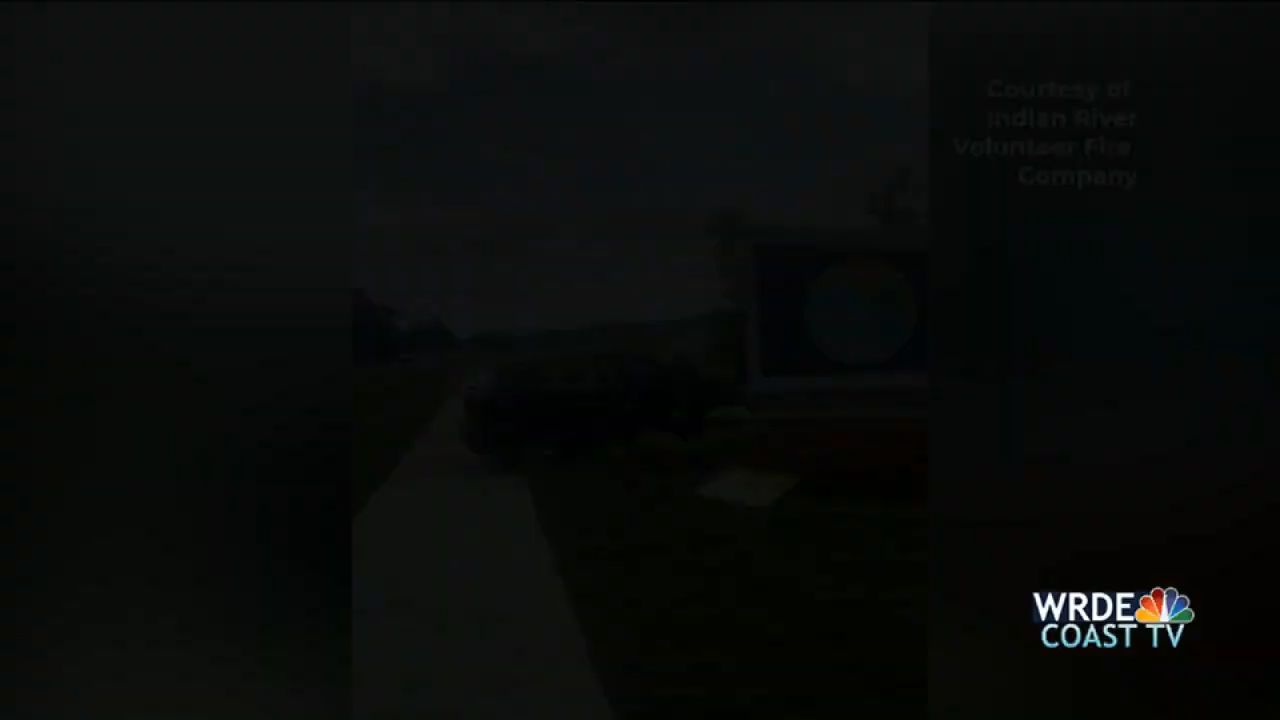 Courtesy of
Indian River
Volunteer Fire
Company
WRDE
COAST TV